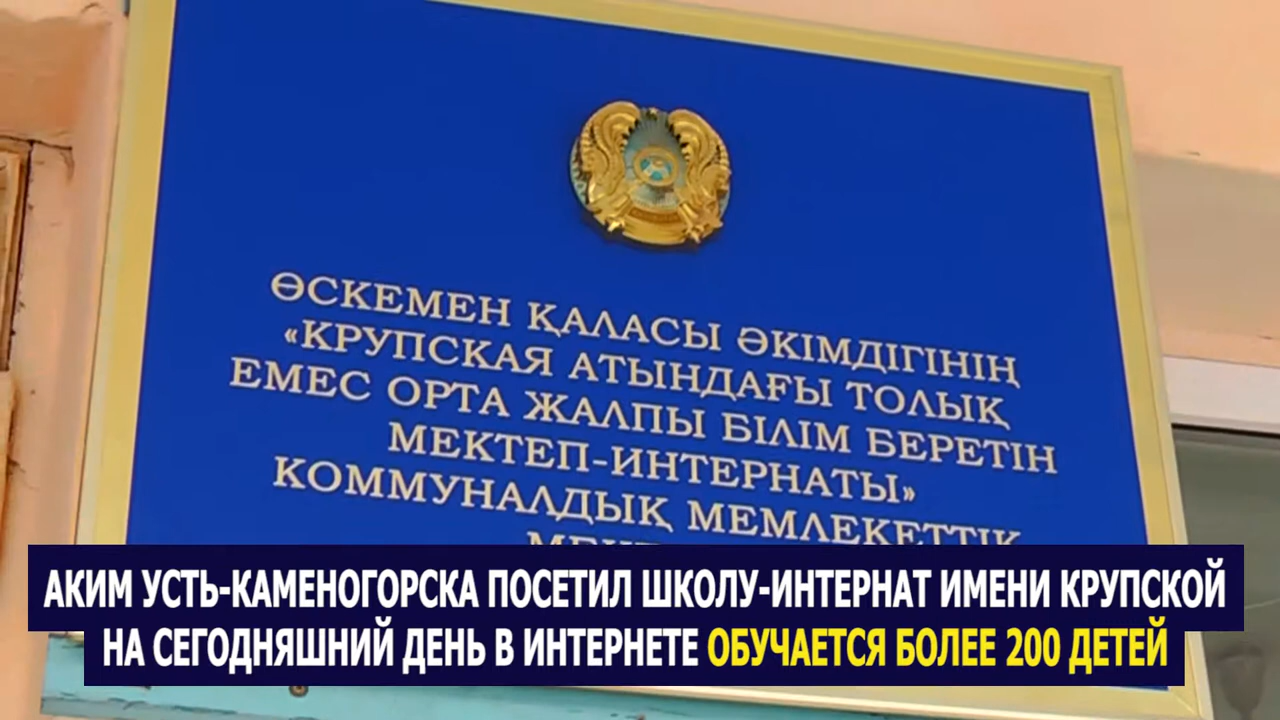 ӨСКЕМЕН ҚАЛАСЫ ӘКІМДІГІНІҢ
«КРУПСКАЯ АТЫНДАҒЫ ТОЛЫҚ
ЕМЕС ОРТА ЖАЛПЫ БІЛІМ БЕРЕТІН
МЕКТЕП-ИНТЕРНАТЫ»
КОММУНАЛДЫҚ МЕМЛЕКЕТТІК
АКИМ УСТЬ-КАМЕНОГОРСКА ПОСЕТИЛ ШКОЛУ-ИНТЕРНАТ ИМЕНИ КРУПСКОЙ
НА СЕГОДНЯШНИЙ ДЕНЬ В ИНТЕРНЕТЕ ОБУЧАЕТСЯ БОЛЕЕ 200 ДЕТЕЙ